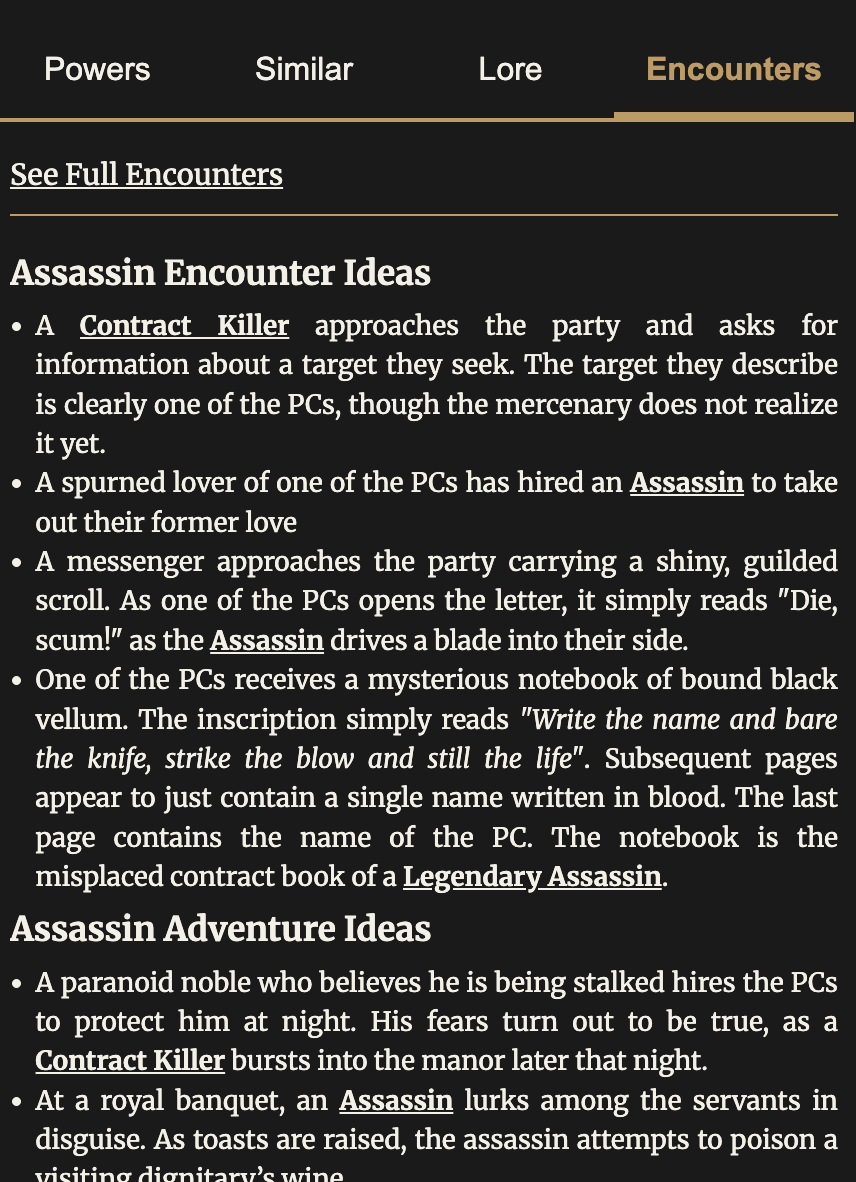 Powers Similar Lore Encounters
See Full Encounters
Assassin Encounter Ideas
• A Contract Killer approaches the party and asks for
information about a target they seek. The target they describe
is clearly one of the PCs, though the mercenary does not realize
it yet.
• A spurned lover of one of the PCs has hired an Assassin to take
out their former love
• A messenger approaches the party carrying a shiny, guilded
scroll. As one of the PCs opens the letter, it simply reads "Die,
scum!" as the Assassin drives a blade into their side.
• One of the PCs receives a mysterious notebook of bound black
vellum. The inscription simply reads "Write the name and bare
the knife, strike the blow and still the life". Subsequent pages
appear to just contain a single name written in blood. The last
page contains the name of the PC. The notebook is the
misplaced contract book of a Legendary Assassin.
Assassin Adventure Ideas
• A paranoid noble who believes he is being stalked hires the PCs
to protect him at night. His fears turn out to be true, as a
Contract Killer bursts into the manor later that night.
• At a royal banquet, an Assassin lurks among the servants in
disguise. As toasts are raised, the assassin attempts to poison a
visiting dignitary’s wine.